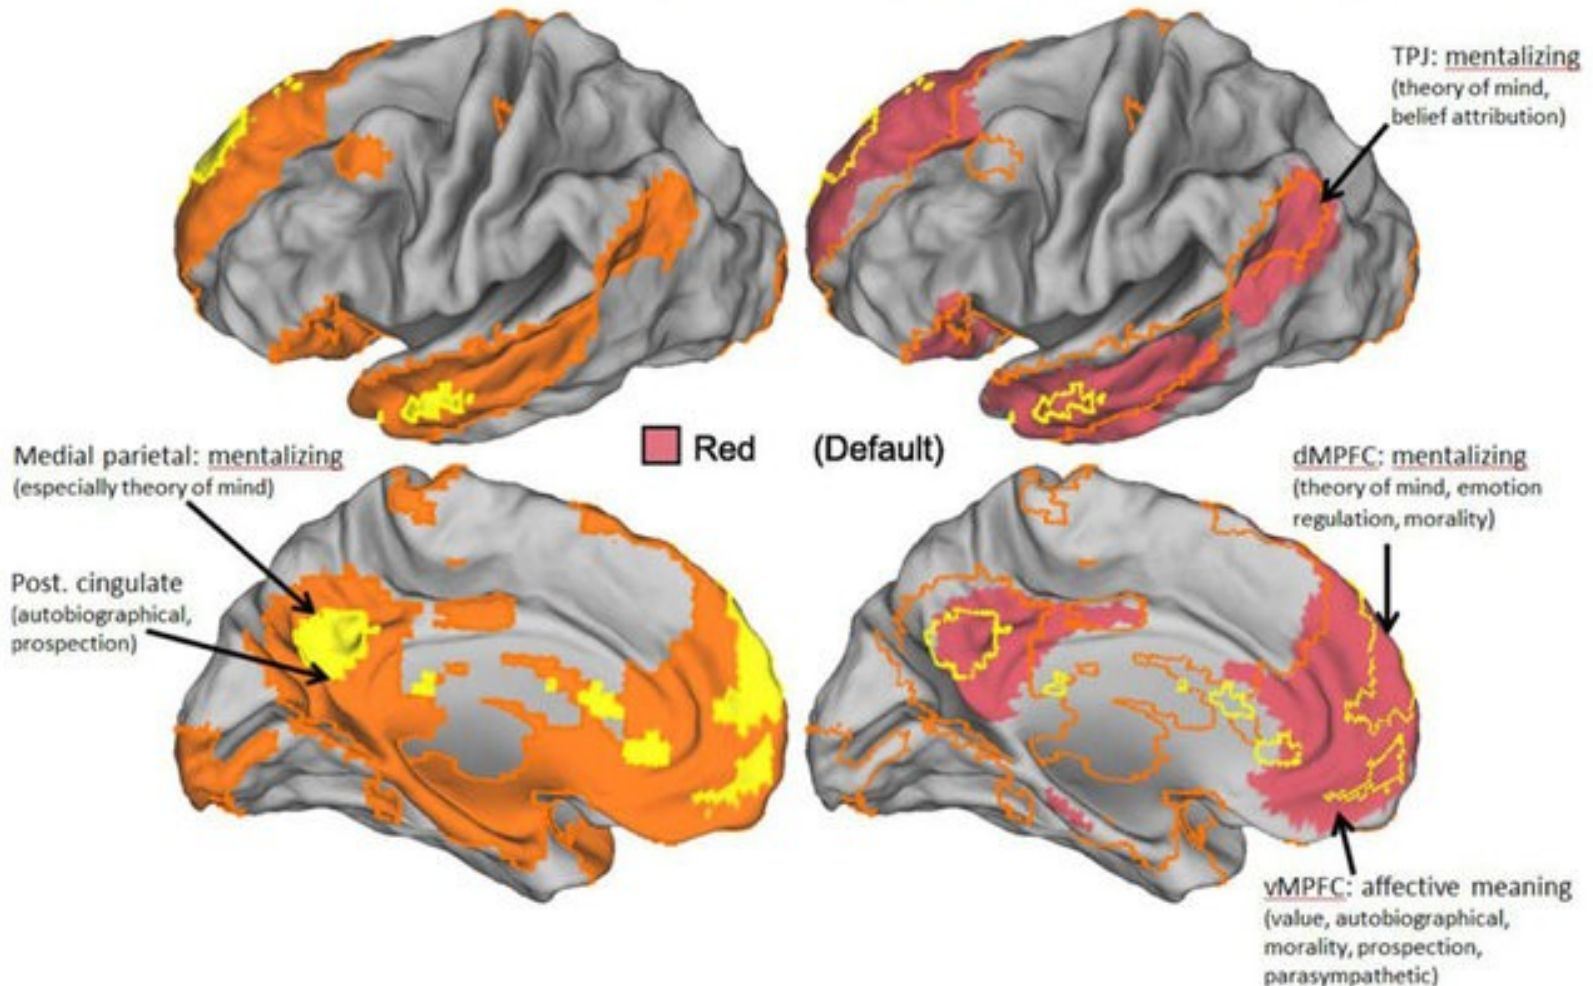 TPJ: mentalizing
(theory of mind,
belief attribution)
Red (Default)
Medial parietal: mentalizing
(especially theory of mind)
dMPFC: mentalizing
(theory of mind, emotion
regulation, morality)
Post. cingulate
(autobiographical,
prospection)
vMPFC: affective meaning
(value, autobiographical,
morality, prospection,
parasympathetic)